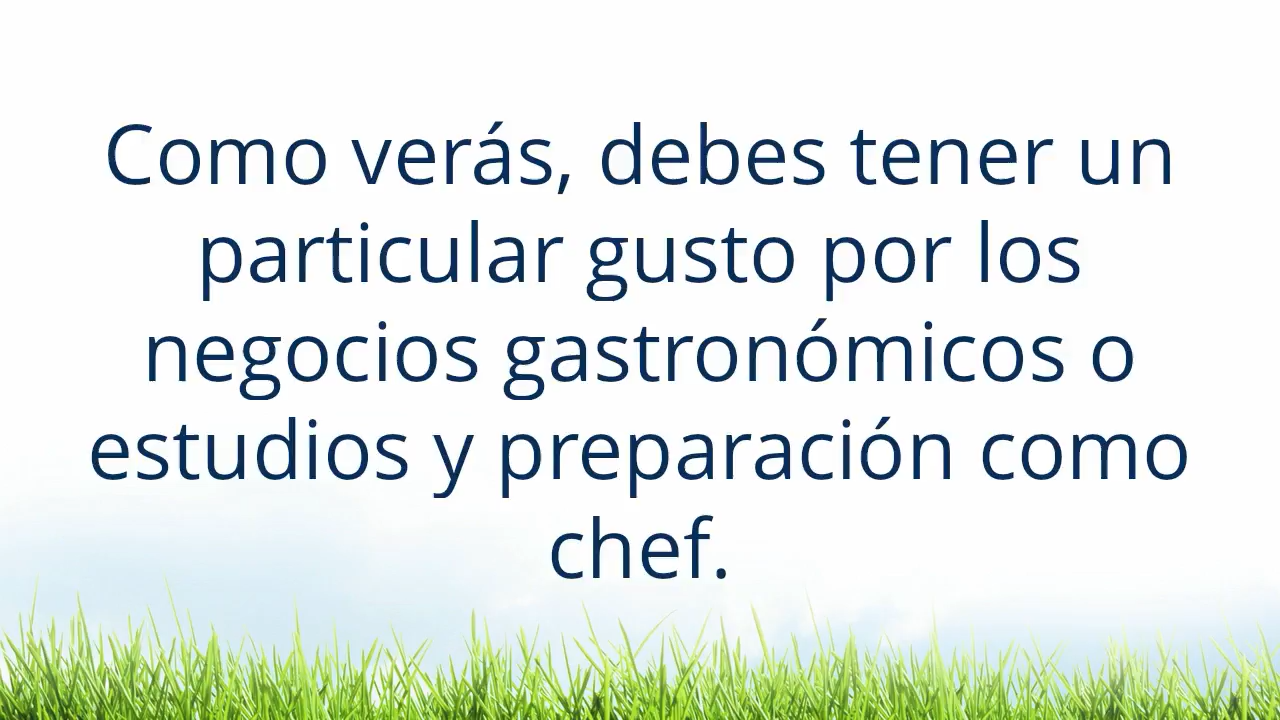 Como verás, debes tener un
particular gusto por los
negocios gastronómicos o
estudios y preparación como
chef.